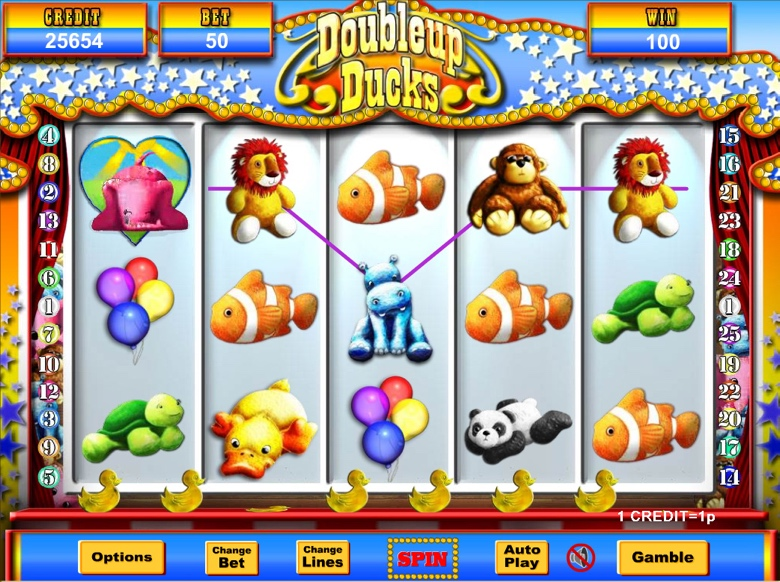 CREDIT
25654
BET
50
Doubleup
Ducks
WIN
100
4
8
2
13
11
6
1
7
10
12
3
9
5
15
16
21
23
18
24
1
25
19
22
20
17
14
1 CREDIT=1p
Options
Change
Bet
Change
Lines
SPIN
Auto
Play
Gamble